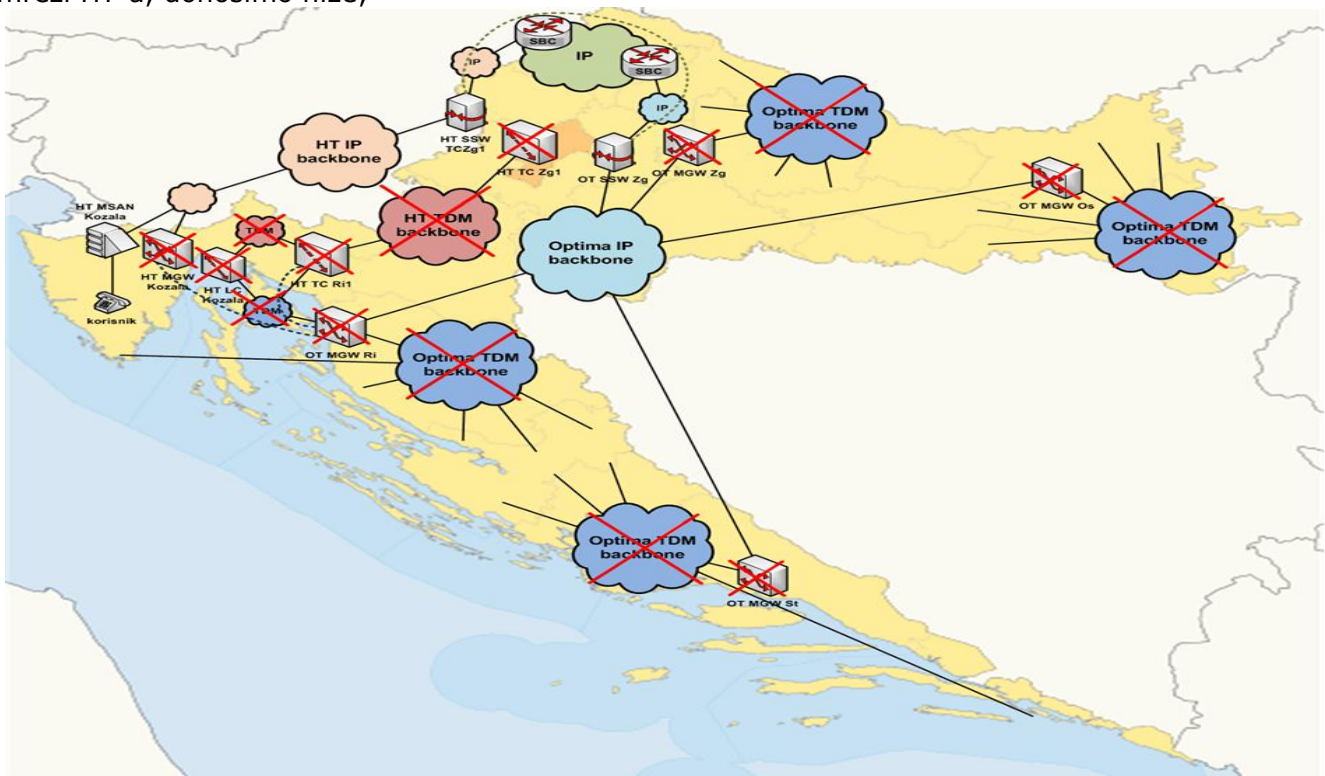 mreži HT-a, donosimo niže,
SBC
IP
IP
SBC
IP
HT SSW
TCZg1
Optima TDM
backbone
HT IP
backbone
HT TC Zg1
OT SSW Zg
OT MGW Zg
OT MGW Os
Optima TDM
backbone
HT MSAN
Kozala
HT TDM
backbone
Optima IP
backbone
TDM
HT MGW
Kozala
HT LC
Kozala
HT TC Ri1
korisnik
TDM
OT MGW Ri
Optima TDM
backbone
Optima TDM
backbone
OT MGW St